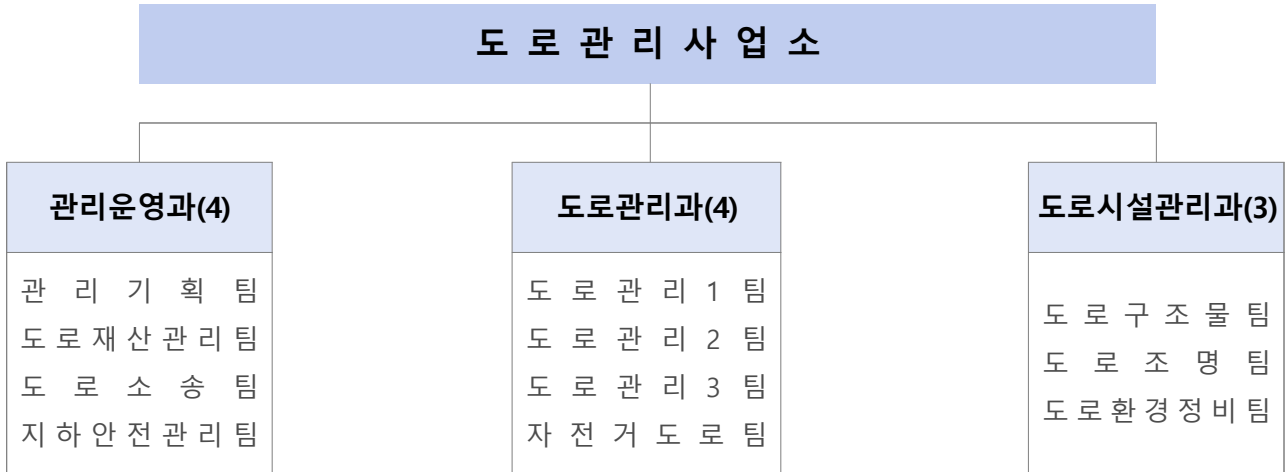 도로관리사업소
관리운영과(4)
관리기획팀
도로재산관리팀
도로소송팀
지하안전관리팀
도로관리과(4)
도로관리1팀
도로관리2팀
도로관리3팀
자전거도로팀
도로시설관리과(3)
도로구조물팀
도로조명팀
도로환경정비팀